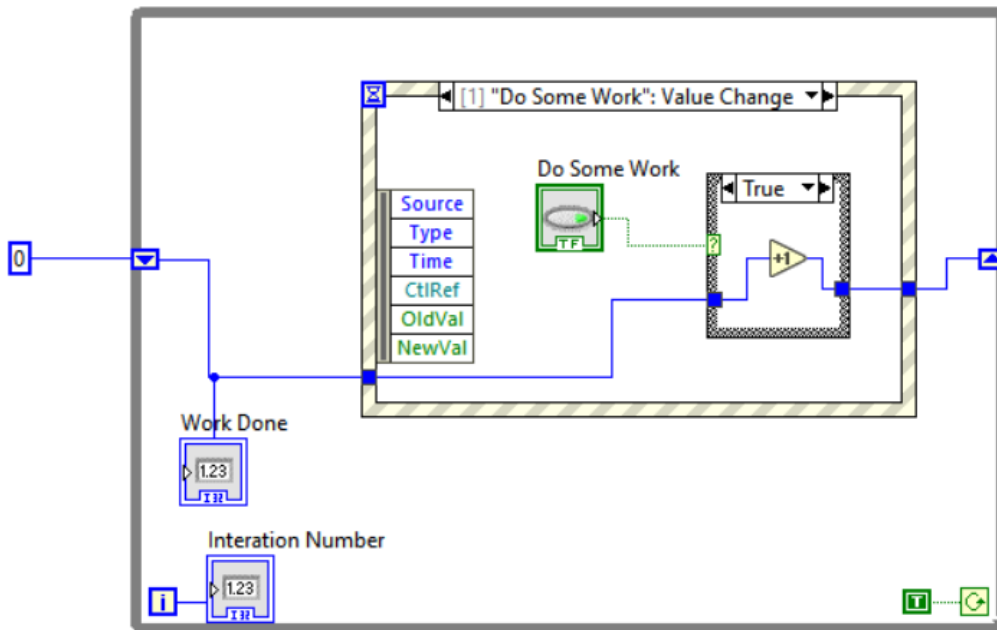 [1] "Do Some Work": Value Change
Do Some Work
TF
True
?
+1
Source
Type
Time
CtlRef
OldVal
NewVal
0
Work Done
1.23
I32
Interation Number
1.23
I32
i
T